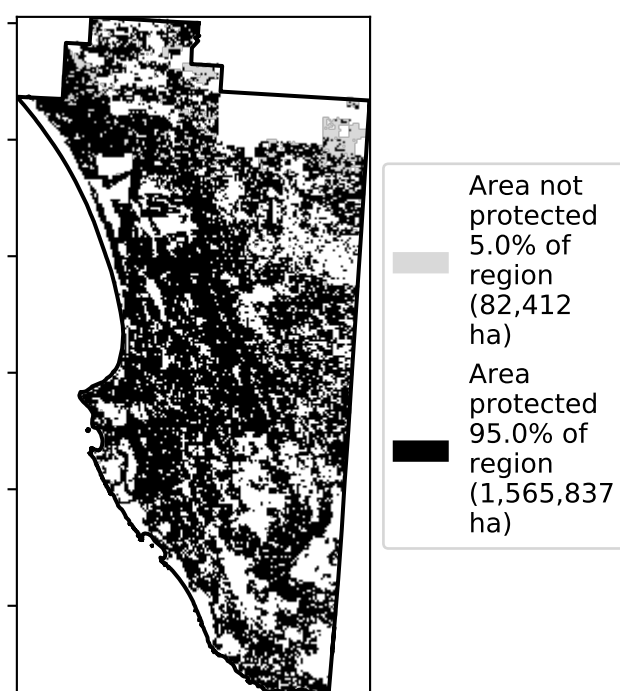 Area not
protected
5.0% of
region
(82,412
ha)
Area
protected
95.0% of
region
(1,565,837
ha)